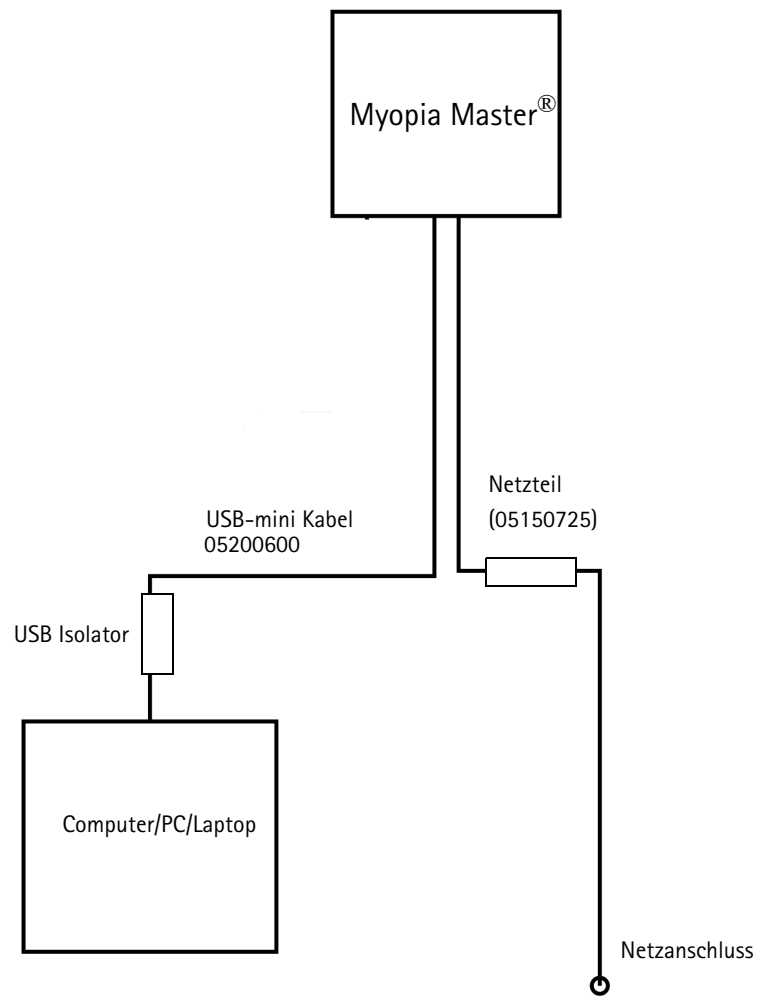 Myopia Master®
Netzteil
(05150725)
USB-mini Kabel
05200600
USB Isolator
Computer/PC/Laptop
Netzanschluss